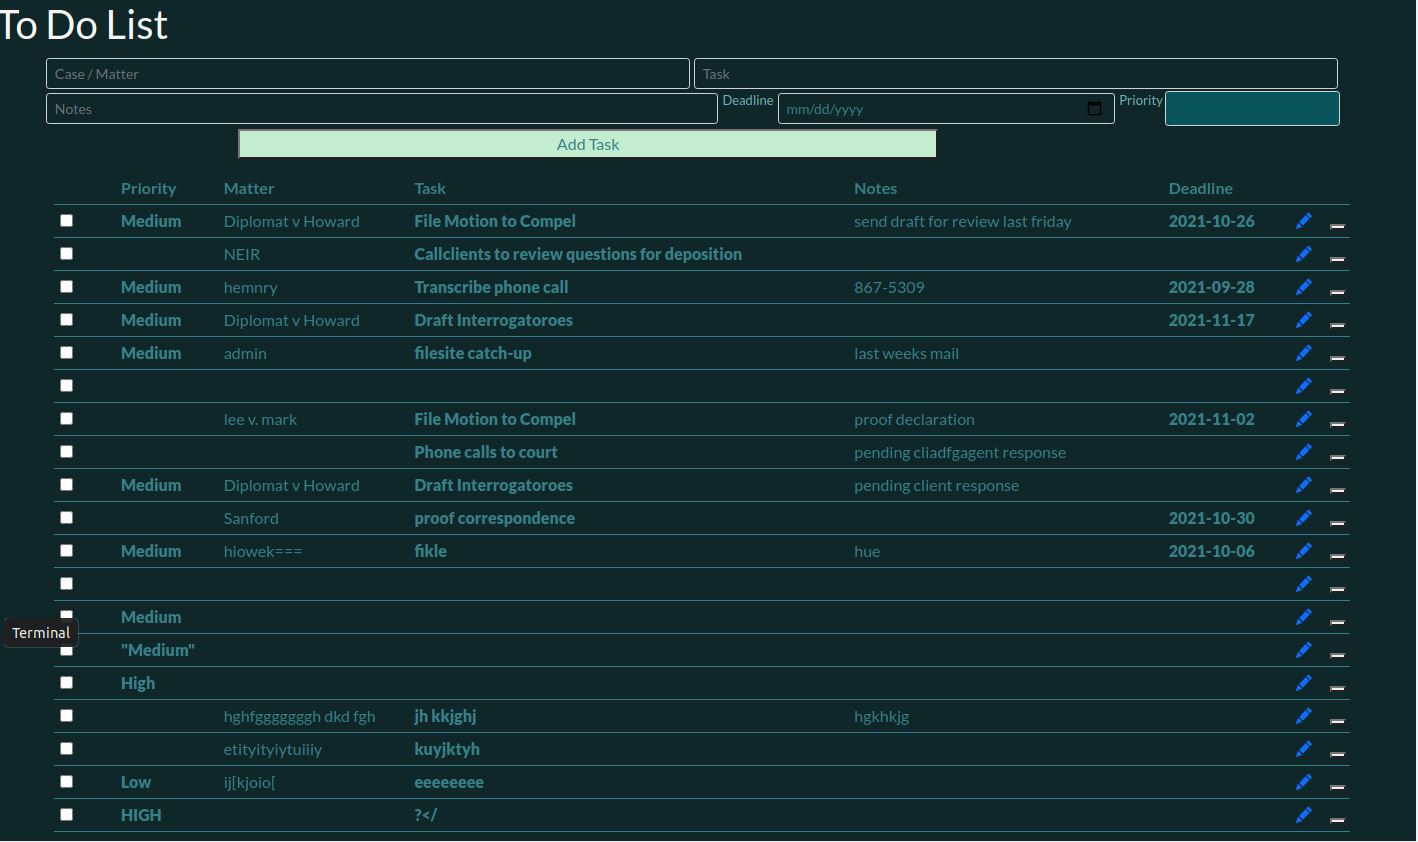 To Do List
Case / Matter Task
Notes Deadline mm/dd/yyyy Priority
Add Task
Priority Matter Task Notes Deadline
Medium Diplomat v Howard File Motion to Compel send draft for review last friday 2021-10-26
NEIR Callclients to review questions for deposition
Medium hemnry Transcribe phone call 867-5309 2021-09-28
Medium Diplomat v Howard Draft Interrogatoroes 2021-11-17
Medium admin filesite catch-up last weeks mail
lee v. mark File Motion to Compel proof declaration 2021-11-02
Phone calls to court pending cliadfgagent response
Medium Diplomat v Howard Draft Interrogatoroes pending client response
Sanford proof correspondence 2021-10-30
Medium hiowek=== fikle hue 2021-10-06
Medium
Terminal
"Medium"
High
hghfgggggggh dkd fgh jh kkjghj hgkhkjg
etityityiytuiiiy kuyjktyh
Low ij[kjoio[ eeeeeeee
HIGH ?</